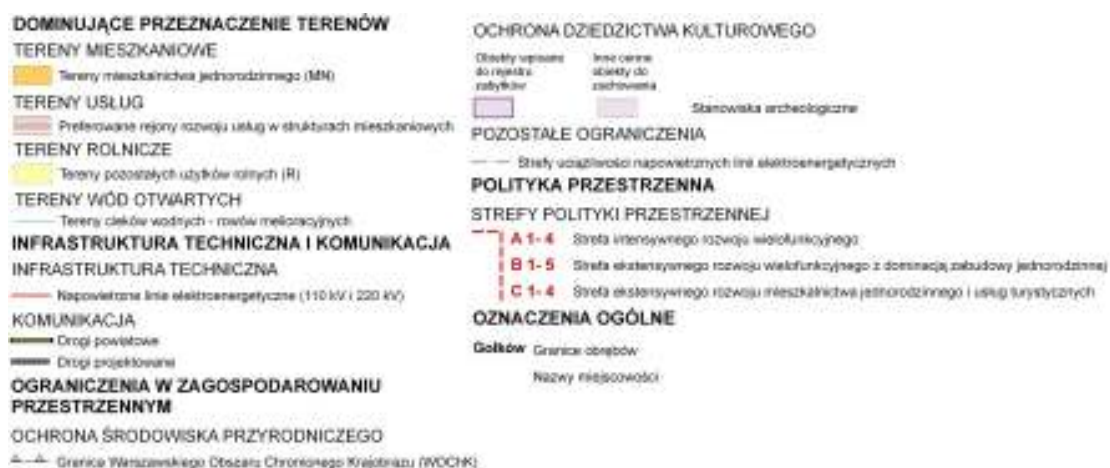 DOMINUJĄCE PRZEZNACZENIE TERENÓW
TERENY MIESZKANIOWE
Tereny mieszkalnictwa jednorodzinnego (MN)
TERENY USŁUG
Preferowane rejony rozwoju usług w strukturach mieszkaniowych
TERENY ROLNICZE
Tereny pozostałych użytków rolnych (R)
TERENY WÓD OTWARTYCH
Tereny cieków wodnych - rowów melioracyjnych
INFRASTRUKTURA TECHNICZNA I KOMUNIKACJA
INFRASTRUKTURA TECHNICZNA
Napowietrzne linie elektroenergetyczne (110 kV i 220 kV)
KOMUNIKACJA
Drogi powiatowe
Drogi projektowane
OGRANICZENIA W ZAGOSPODAROWANIU
PRZESTRZENNYM
OCHRONA ŚRODOWISKA PRZYRODNICZEGO
Granica Warszawskiego Obszaru Chronionego Krajobrazu (WOCHK)
OCHRONA DZIEDZICTWA KULTUROWEGO
Obiekty wpisane
do rejestru
zabytków
Inne cenne
obiekty do
zachowania
Stanowiska archeologiczne
POZOSTAŁE OGRANICZENIA
Strefy uciążliwości napowietrznych linii elektroenergetycznych
POLITYKA PRZESTRZENNA
STREFY POLITYKI PRZESTRZENNEJ
A 1- 4 Strefa intensywnego rozwoju wielofunkcyjnego
B 1- 5 Strefa ekstensywnego rozwoju wielofunkcyjnego z dominacją zabudowy jednorodzinnej
C 1- 4 Strefa ekstensywnego rozwoju mieszkalnictwa jednorodzinnego i usług turystycznych
OZNACZENIA OGÓLNE
Gołków Granice obrębów
Nazwy miejscowości